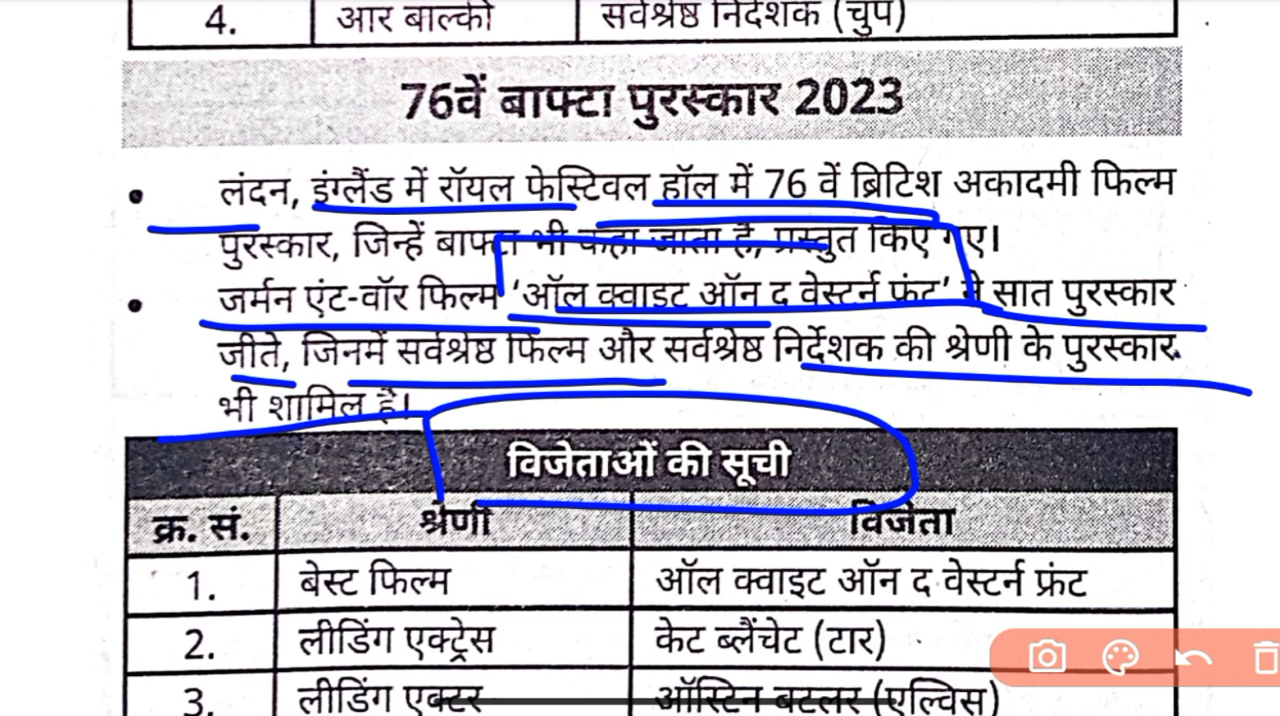 4. आर बाल्की सर्वश्रेष्ठ निर्देशक (चुप)
76वें बाफ्टा पुरस्कार 2023
• लंदन, इंग्लैंड में रॉयल फेस्टिवल हॉल में 76 वें ब्रिटिश अकादमी फिल्म
पुरस्कार, जिन्हें बाफ्टा भी कहा जाता है, प्रस्तुत किए गए।
• जर्मन एंट-वॉर फिल्म 'ऑल क्वाइट ऑन द वेस्टर्न फ्रंट' ने सात पुरस्कार
जीते, जिनमें सर्वश्रेष्ठ फिल्म और सर्वश्रेष्ठ निर्देशक की श्रेणी के पुरस्कार
भी शामिल है।
विजेताओं की सूची
क्र. सं. श्रेणी विजेता
1. बेस्ट फिल्म ऑल क्वाइट ऑन द वेस्टर्न फ्रंट
2. लीडिंग एक्ट्रेस केट ब्लैंचेट (टार)
3. लीडिंग एक्टर ऑस्टिन बटलर (एल्विस)